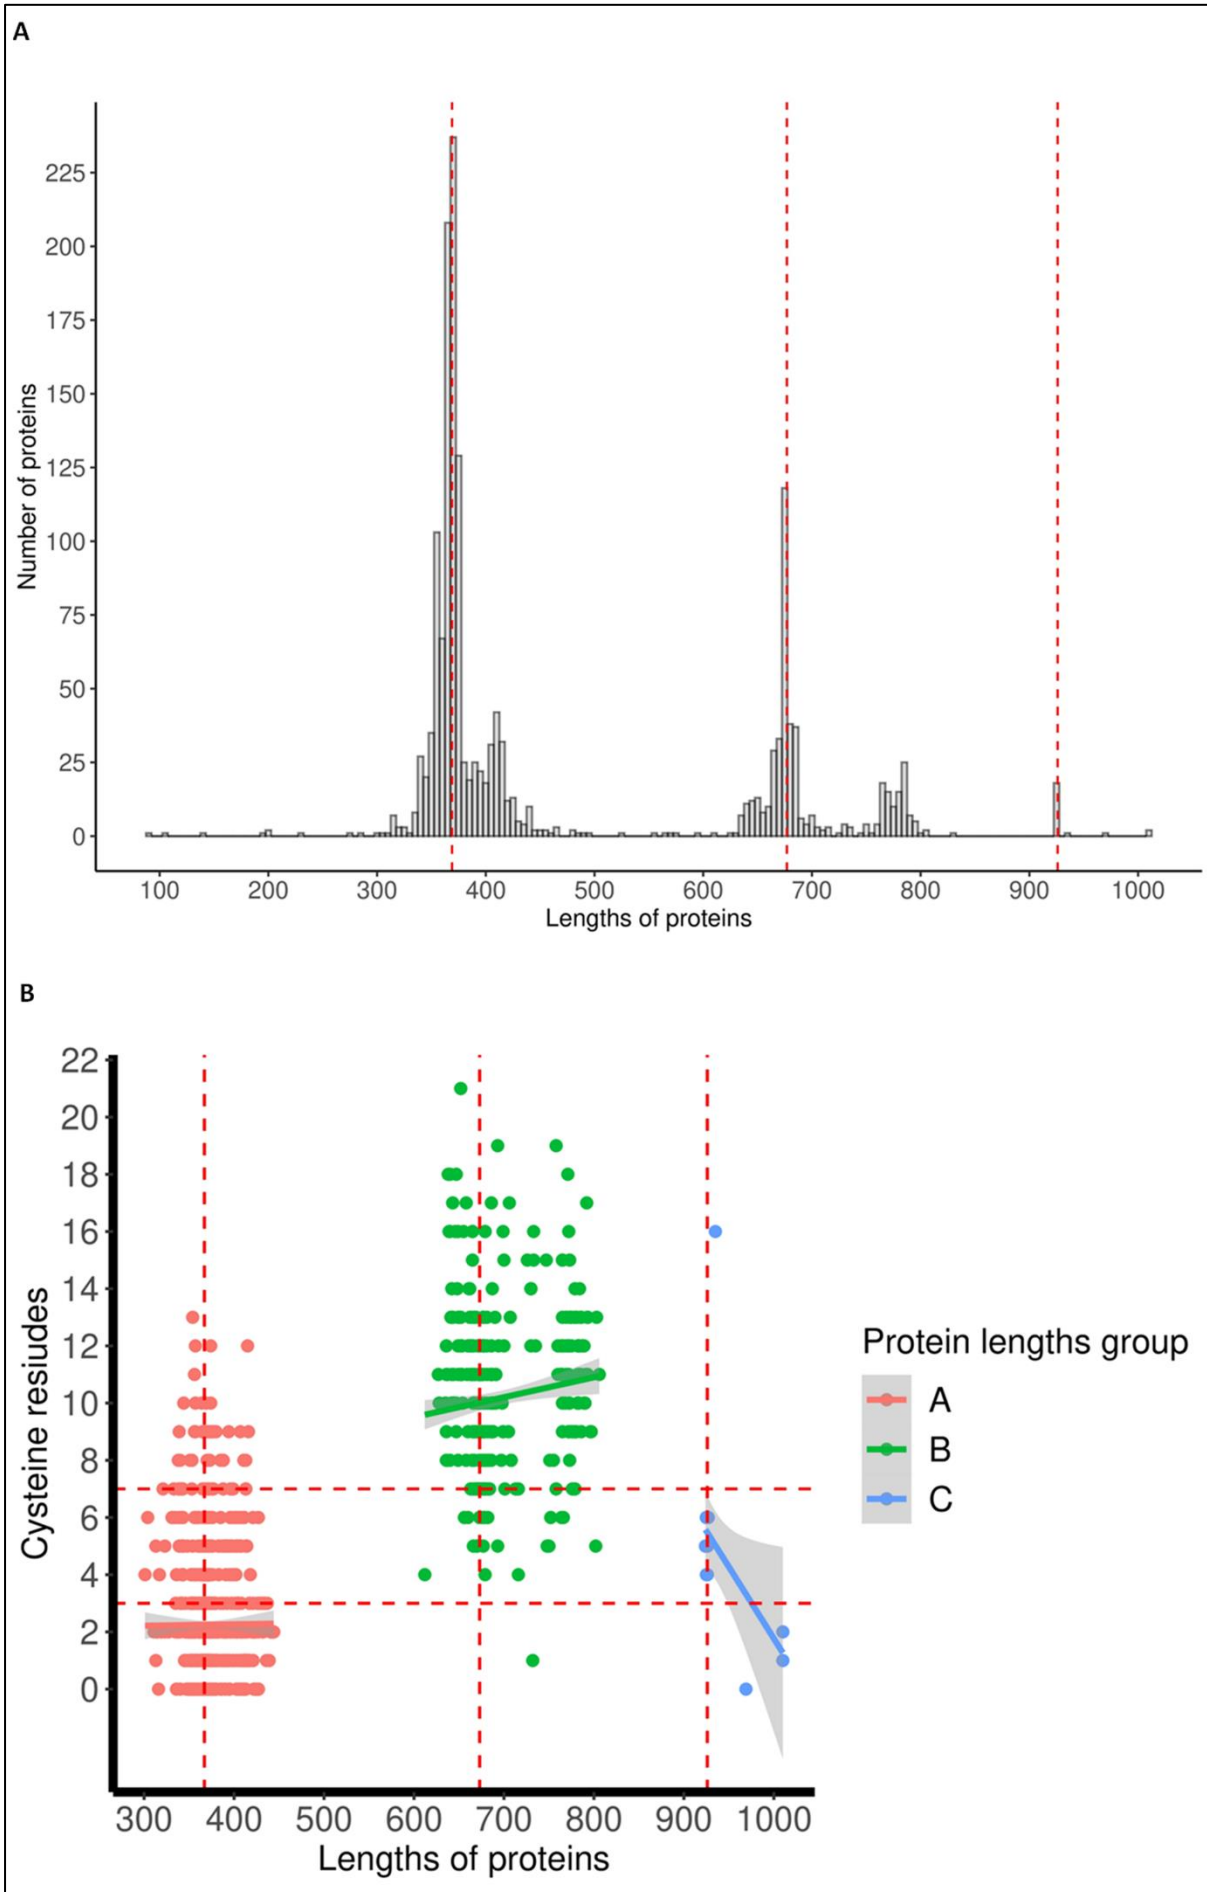 A
225
200
175
150
125
100
75
50
25
0
Number of proteins
100 200 300 400 500 600 700 800 900 1000
Lengths of proteins
B
22
20
18
16
14
12
10
8
6
4
2
0
Cysteine resiudes
300 400 500 600 700 800 900 1000
Lengths of proteins
Protein lengths group
A
B
C